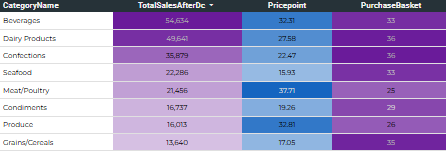 CategoryName TotalSalesAfterDc Pricepoint PurchaseBasket
Beverages 54,634 32.31 33
Dairy Products 49,641 27.58 36
Confections 35,879 22.47 36
Seafood 22,286 15.93 33
Meat/Poultry 21,456 37.71 25
Condiments 16,737 19.26 29
Produce 16,013 32.81 26
Grains/Cereals 13,640 17.05 35